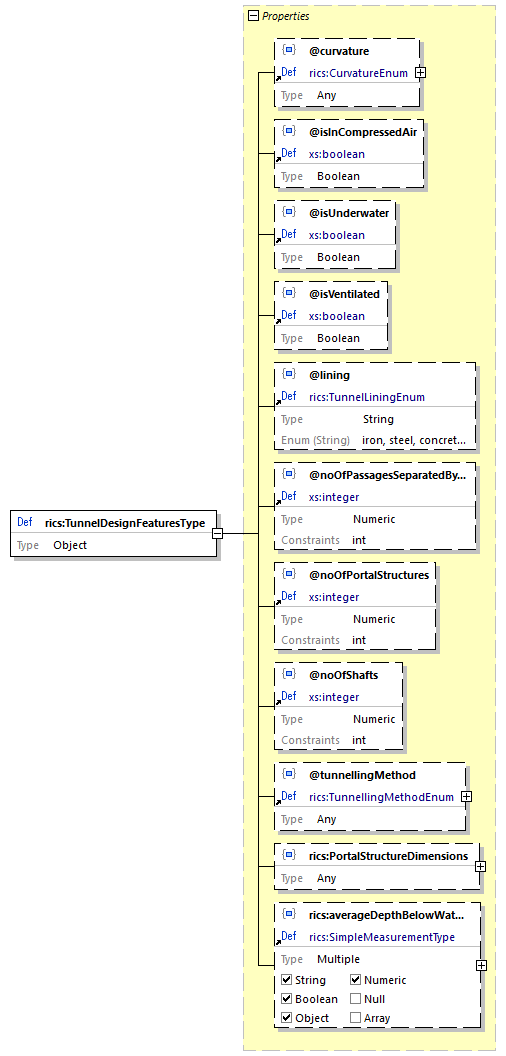 Properties
@curvature
Def rics:CurvatureEnum
Type Any
@isInCompressedAir
Def xs:boolean
Type Boolean
@isUnderwater
Def xs:boolean
Type Boolean
@isVentilated
Def xs:boolean
Type Boolean
@lining
Def rics:TunnelLiningEnum
Type String
Enum (String) iron, steel, concret...
@noOfPassagesSeparatedBy...
Def xs:integer
Type Numeric
Constraints int
Def rics:TunnelDesignFeaturesType
Type Object
@noOfPortalStructures
Def xs:integer
Type Numeric
Constraints int
@noOfShafts
Def xs:integer
Type Numeric
Constraints int
@tunnellingMethod
Def rics:TunnellingMethodEnum
Type Any
rics:PortalStructureDimensions
Type Any
rics:averageDepthBelowWat...
Def rics:SimpleMeasurementType
Type Multiple
String Numeric
Boolean Null
Object Array